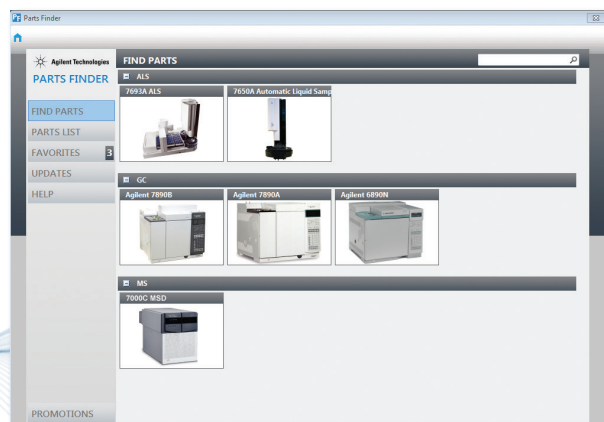 Parts Finder
Agilent Technologies
PARTS FINDER
FIND PARTS
PARTS LIST
FAVORITES 3
UPDATES
HELP
PROMOTIONS
FIND PARTS
ALS
7693A ALS
7650A Automatic Liquid Samp
GC
Agilent 7890B
Agilent 7890A
Agilent 6890N
MS
7000C MSD